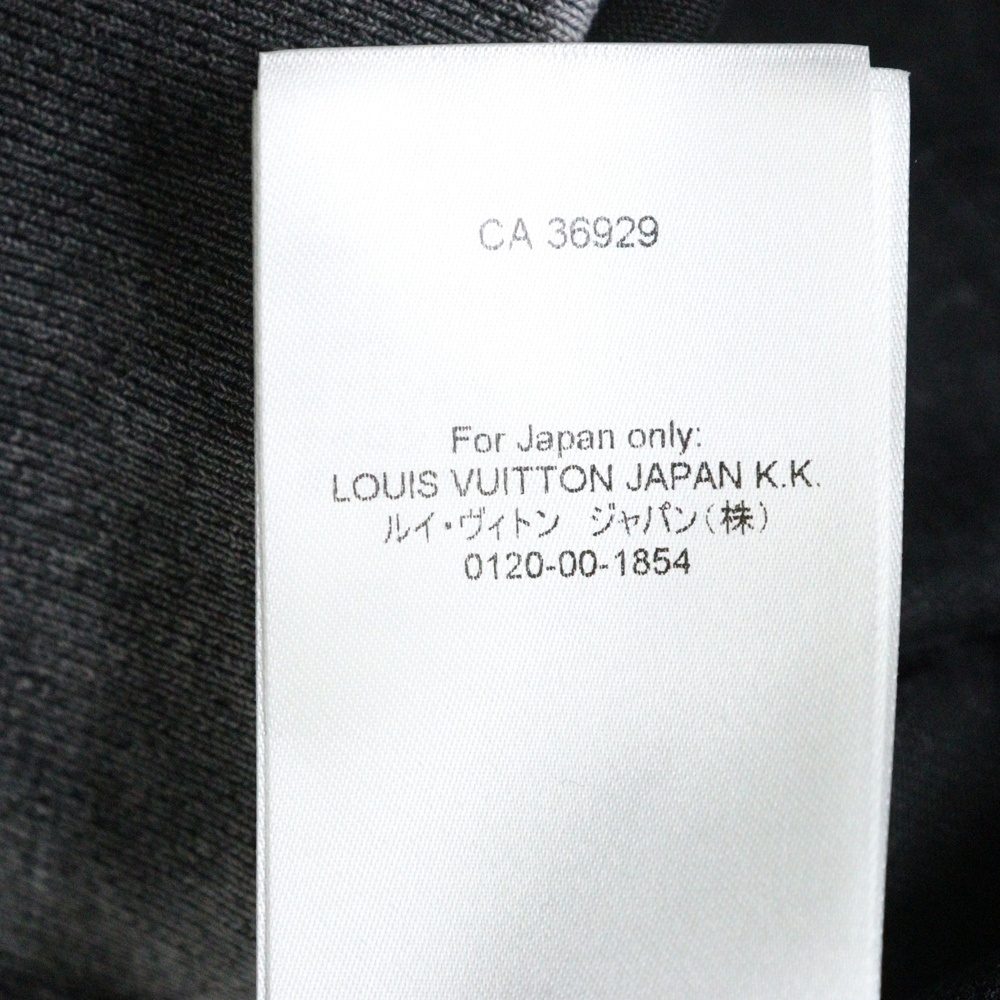 CA 36929
For Japan only:
LOUIS VUITTON JAPAN K.K.
ルイ・ヴィトン　ジャパン（株）
0120-00-1854